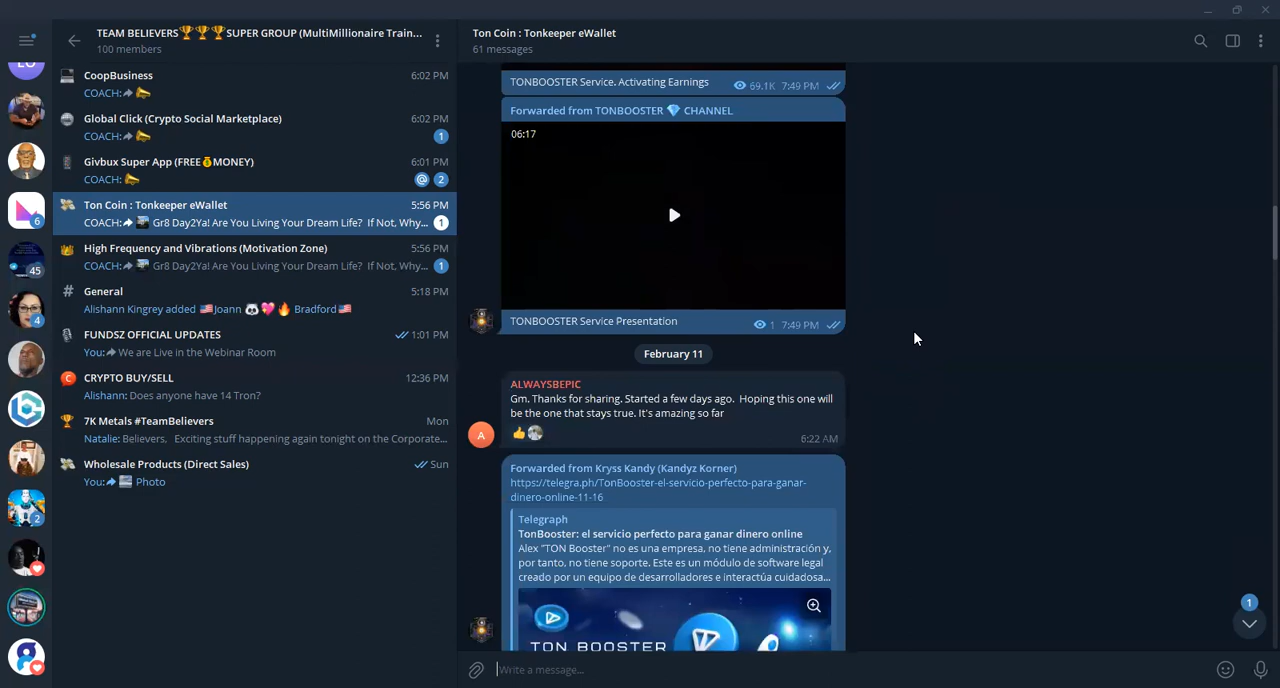 TEAM BELIEVERS🏆🏆🏆SUPER GROUP (MultiMillionaire Train...
100 members
CoopBusiness
6:02 PM
COACH: 📣
Global Click (Crypto Social Marketplace)
6:02 PM
COACH: 📣
1
Givbux Super App (FREE💰MONEY)
6:01 PM
COACH: 📣
@ 2
Ton Coin : Tonkeeper eWallet
5:56 PM
COACH: Gr8 Day2Ya! Are You Living Your Dream Life? If Not, Why...
1
High Frequency and Vibrations (Motivation Zone)
5:56 PM
COACH: Gr8 Day2Ya! Are You Living Your Dream Life? If Not, Why...
1
# General
5:18 PM
Alishann Kingrey added 🇺🇸Joann 🐼💖🔥 Bradford🇺🇸
FUNDSZ OFFICIAL UPDATES
1:01 PM
You: We are Live in the Webinar Room
C
CRYPTO BUY/SELL
12:36 PM
Alishann: Does anyone have 14 Tron?
7K Metals #TeamBelievers
Mon
Natalie: Believers, Exciting stuff happening again tonight on the Corporate...
Wholesale Products (Direct Sales)
Sun
You: Photo
6
45
4
2
Ton Coin : Tonkeeper eWallet
61 messages
TONBOOSTER Service. Activating Earnings
69.1K 7:49 PM
Forwarded from TONBOOSTER 💎 CHANNEL
06:17
TONBOOSTER Service Presentation
1 7:49 PM
February 11
ALWAYSBEPIC
Gm. Thanks for sharing. Started a few days ago. Hoping this one will
be the one that stays true. It's amazing so far
👍
6:22 AM
A
Forwarded from Kryss Kandy (Kandyz Korner)
https://telegra.ph/TonBooster-el-servicio-perfecto-para-ganar-
dinero-online-11-16
Telegraph
TonBooster: el servicio perfecto para ganar dinero online
Alex "TON Booster" no es una empresa, no tiene administración y,
por tanto, no tiene soporte. Este es un módulo de software legal
creado por un equipo de desarrolladores e interactúa cuidadosa...
TON BOOSTER
1
Write a message...